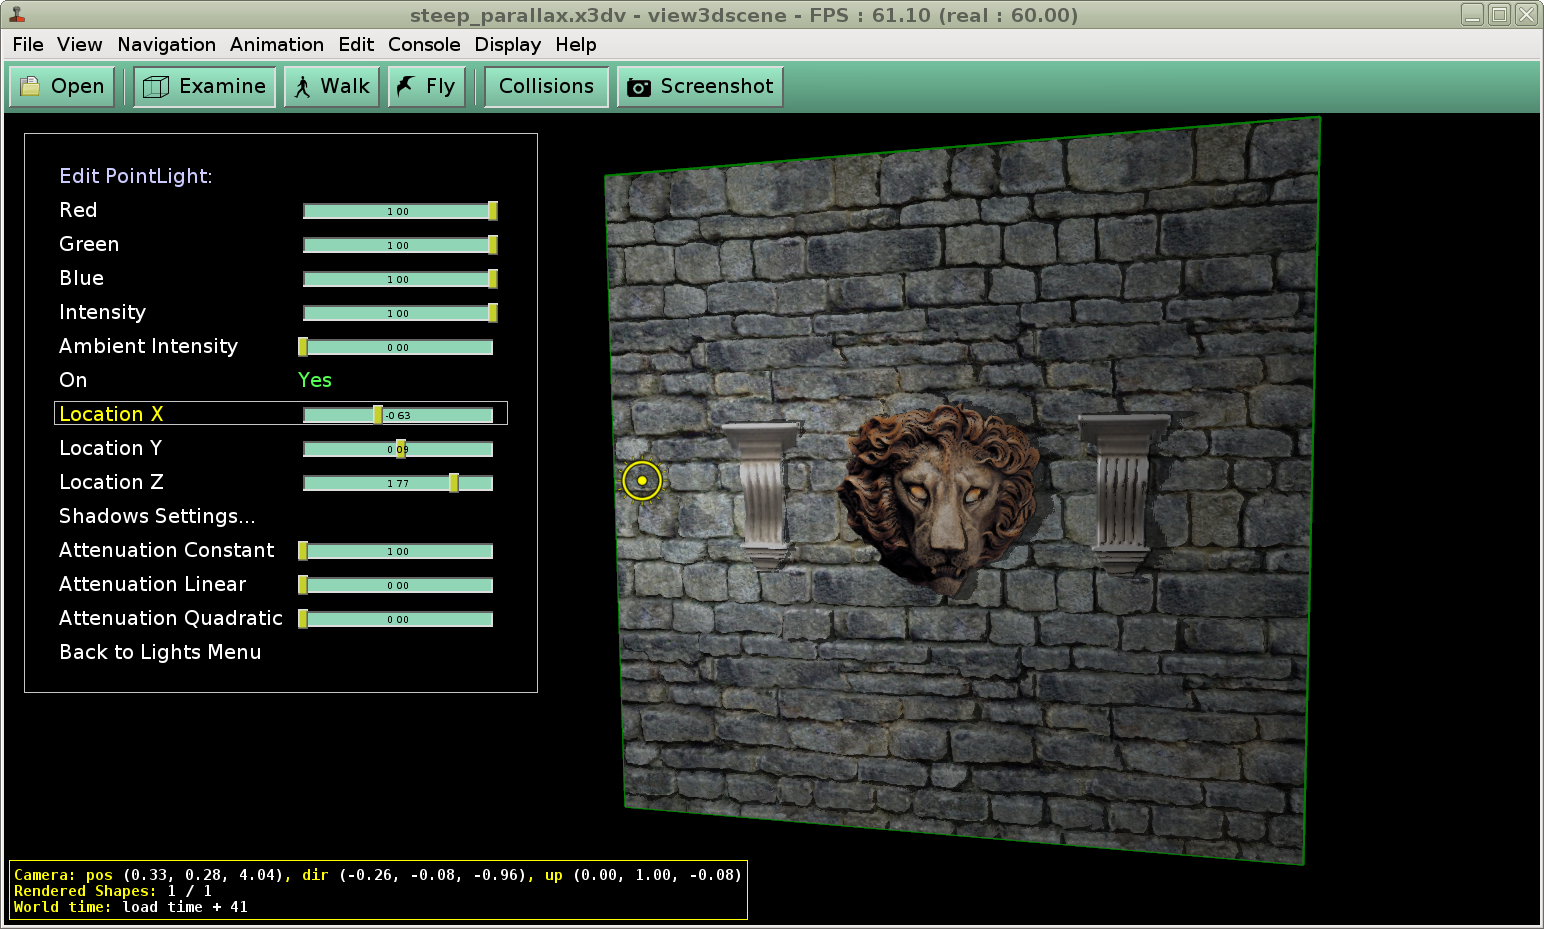 steep_parallax.x3dv - view3dscene - FPS : 61.10 (real : 60.00)
File View Navigation Animation Edit Console Display Help
Open Examine Walk Fly Collisions Screenshot
Edit PointLight:
Red 1 00
Green 1 00
Blue 1 00
Intensity 1 00
Ambient Intensity 0 00
On Yes
Location X -0 63
Location Y 0 09
Location Z 1 77
Shadows Settings...
Attenuation Constant 1 00
Attenuation Linear 0 00
Attenuation Quadratic 0 00
Back to Lights Menu
Camera: pos (0.33, 0.28, 4.04), dir (-0.26, -0.08, -0.96), up (0.00, 1.00, -0.08)
Rendered Shapes: 1 / 1
World time: load time + 41